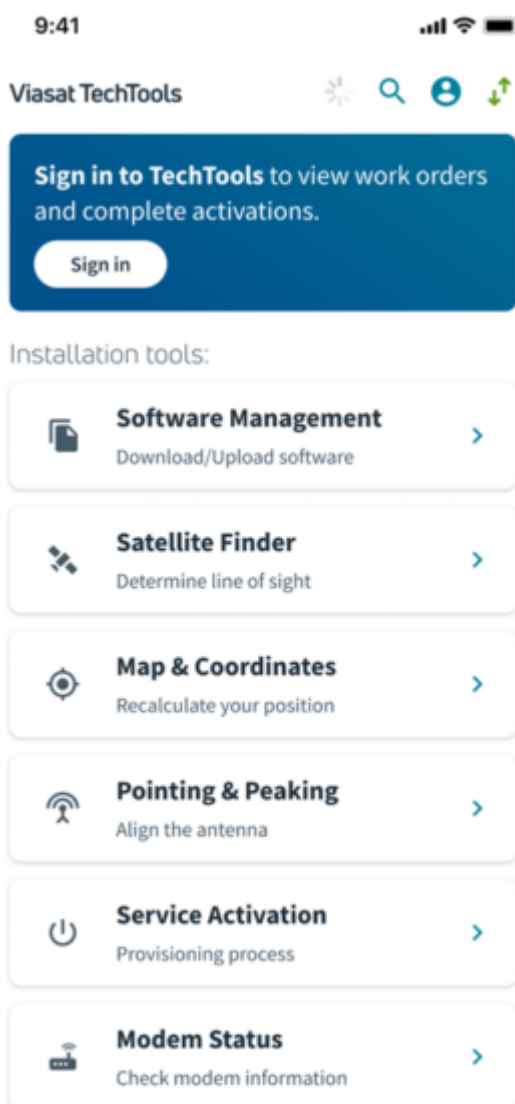 9:41
Viasat TechTools
Sign in to TechTools to view work orders
and complete activations.
Sign in
Installation tools:
Software Management
Download/Upload software
Satellite Finder
Determine line of sight
Map & Coordinates
Recalculate your position
Pointing & Peaking
Align the antenna
Service Activation
Provisioning process
Modem Status
Check modem information